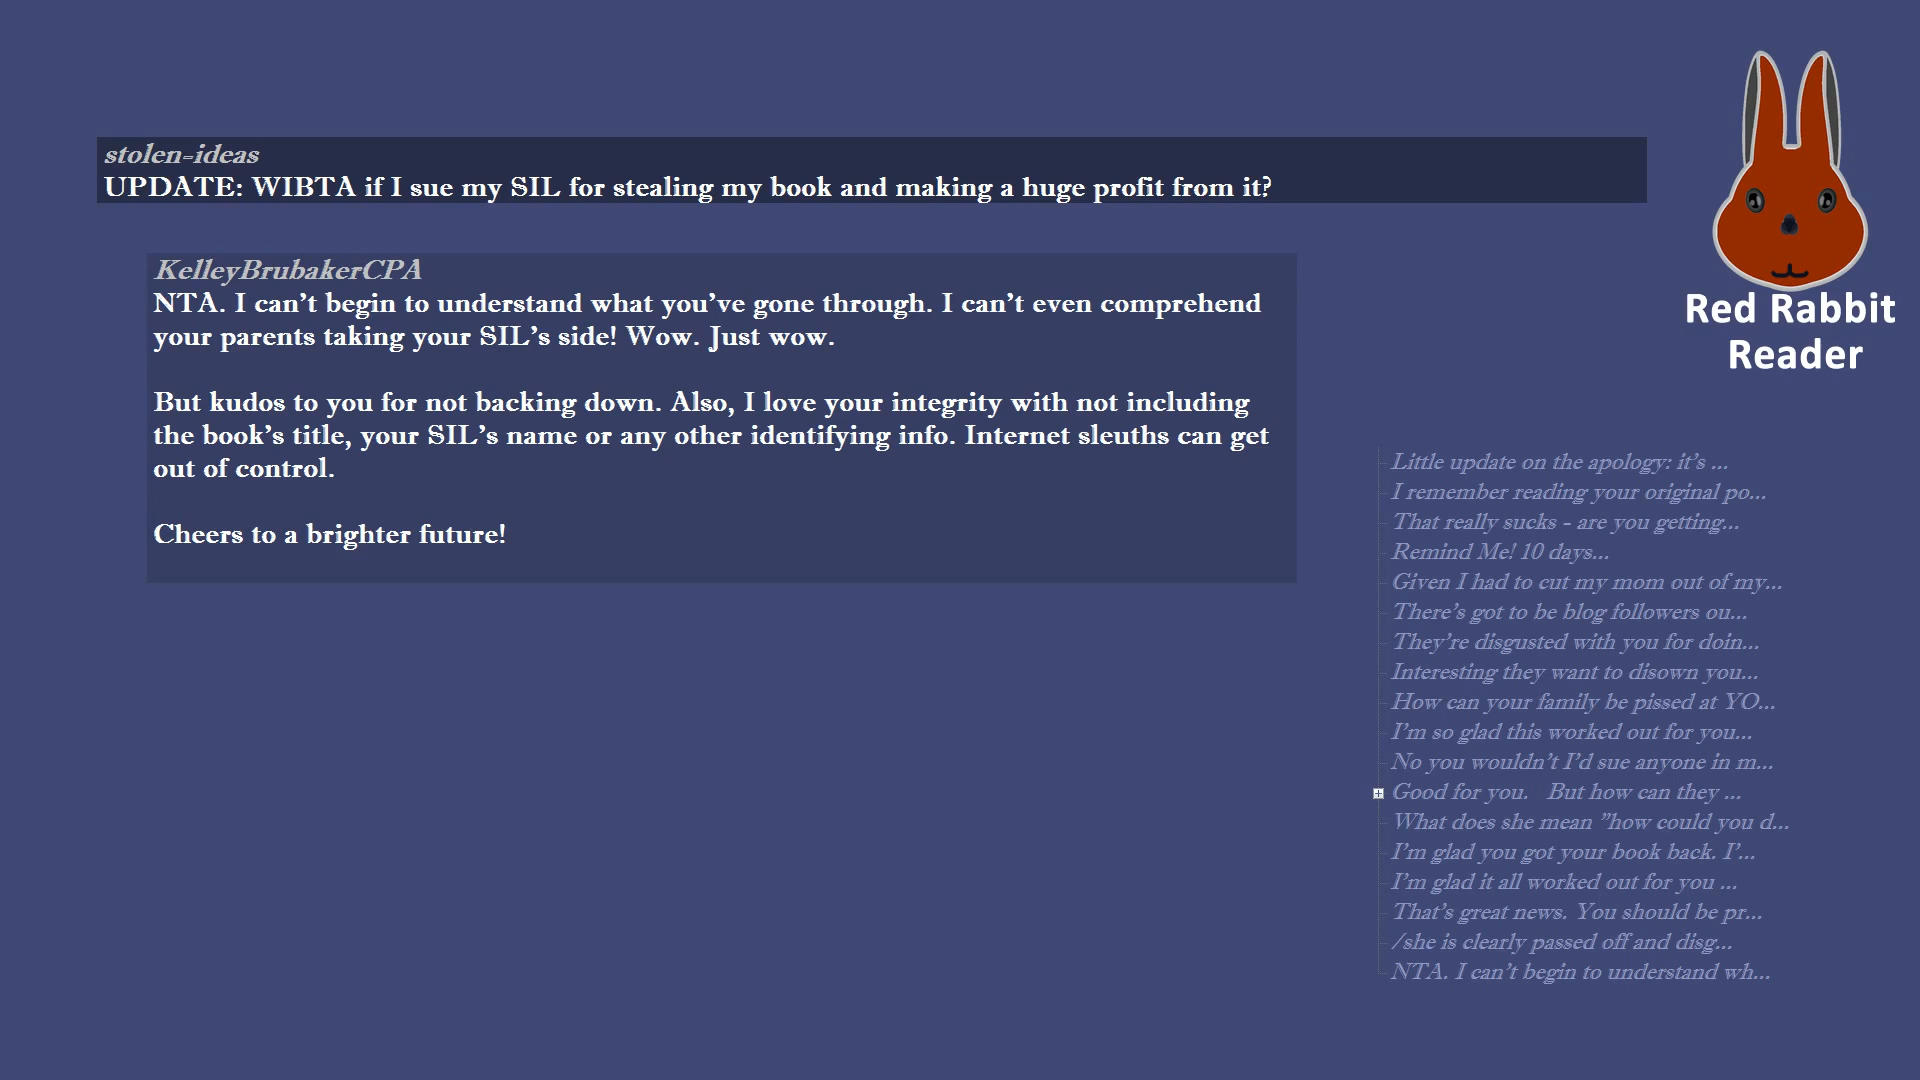 stolen-ideas
UPDATE: WIBTA if I sue my SIL for stealing my book and making a huge profit from it?
KelleyBrubakerCPA
NTA. I can't begin to understand what you've gone through. I can't even comprehend
your parents taking your SIL's side! Wow. Just wow.
But kudos to you for not backing down. Also, I love your integrity with not including
the book's title, your SIL's name or any other identifying info. Internet sleuths can get
out of control.
Cheers to a brighter future!
Red Rabbit
Reader
Little update on the apology: it's ...
I remember reading your original po...
That really sucks - are you getting...
Remind Me! 10 days...
Given I had to cut my mom out of my...
There's got to be blog followers ou...
They're disgusted with you for doin...
Interesting they want to disown you...
How can your family be pissed at YO...
I'm so glad this worked out for you...
No you wouldn't I'd sue anyone in m...
Good for you.   But how can they ...
What does she mean "how could you d...
I'm glad you got your book back. I'...
I'm glad it all worked out for you ...
That's great news. You should be pr...
/she is clearly passed off and disg...
NTA. I can't begin to understand wh...